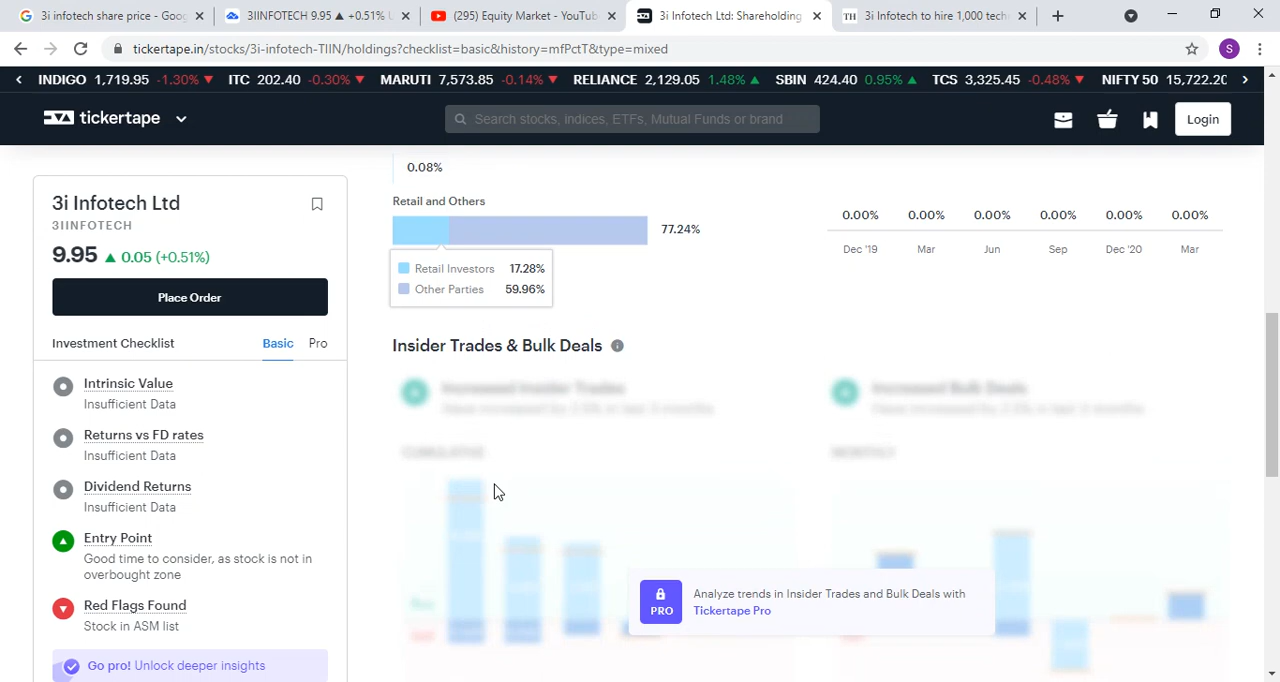 3i infotech share price - Goog
3IINFOTECH 9.95 ▲ +0.51% L
(295) Equity Market - YouTub
3i Infotech Ltd: Shareholding
TH 3i Infotech to hire 1,000 tech
tickertape.in/stocks/3i-infotech-TIIN/holdings?checklist=basic&history=mfPctT&type=mixed
S
INDIGO 1,719.95 -1.30% ▼ ITC 202.40 -0.30% ▼ MARUTI 7,573.85 -0.14% ▼ RELIANCE 2,129.05 1.48% ▲ SBIN 424.40 0.95% ▲ TCS 3,325.45 -0.48% ▼ NIFTY 50 15,722.20
tickertape
Search stocks, indices, ETFs, Mutual Funds or brand
Login
3i Infotech Ltd
3IINFOTECH
9.95 ▲ 0.05 (+0.51%)
Place Order
Investment Checklist Basic Pro
Intrinsic Value
Insufficient Data
Returns vs FD rates
Insufficient Data
Dividend Returns
Insufficient Data
Entry Point
Good time to consider, as stock is not in
overbought zone
Red Flags Found
Stock in ASM list
Go pro! Unlock deeper insights
0.08%
Retail and Others
77.24%
Retail Investors 17.28%
Other Parties 59.96%
0.00% 0.00% 0.00% 0.00% 0.00% 0.00%
Dec '19 Mar Jun Sep Dec '20 Mar
Insider Trades & Bulk Deals
Increased Insider Trades
Increased Bulk Deals
CUMULATIVE
MONTHLY
PRO
Analyze trends in Insider Trades and Bulk Deals with
Tickertape Pro